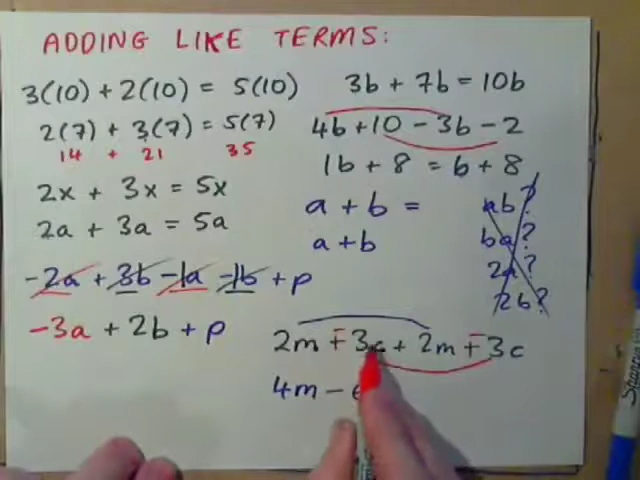 ADDING LIKE TERMS:
3(10) + 2(10) = 5(10)
2(7) + 3(7) = 5(7)
14 + 21 35
2x + 3x = 5x
2a + 3a = 5a
-2a + 3b - 1a - 1b + p
-3a + 2b + p
3b + 7b = 10b
4b + 10 - 3b - 2
1b + 8 = b + 8
a + b =
a + b
ab?
ba?
2a?
2b?
2m - 3c + 2m - 3c
4m -
Sharpie